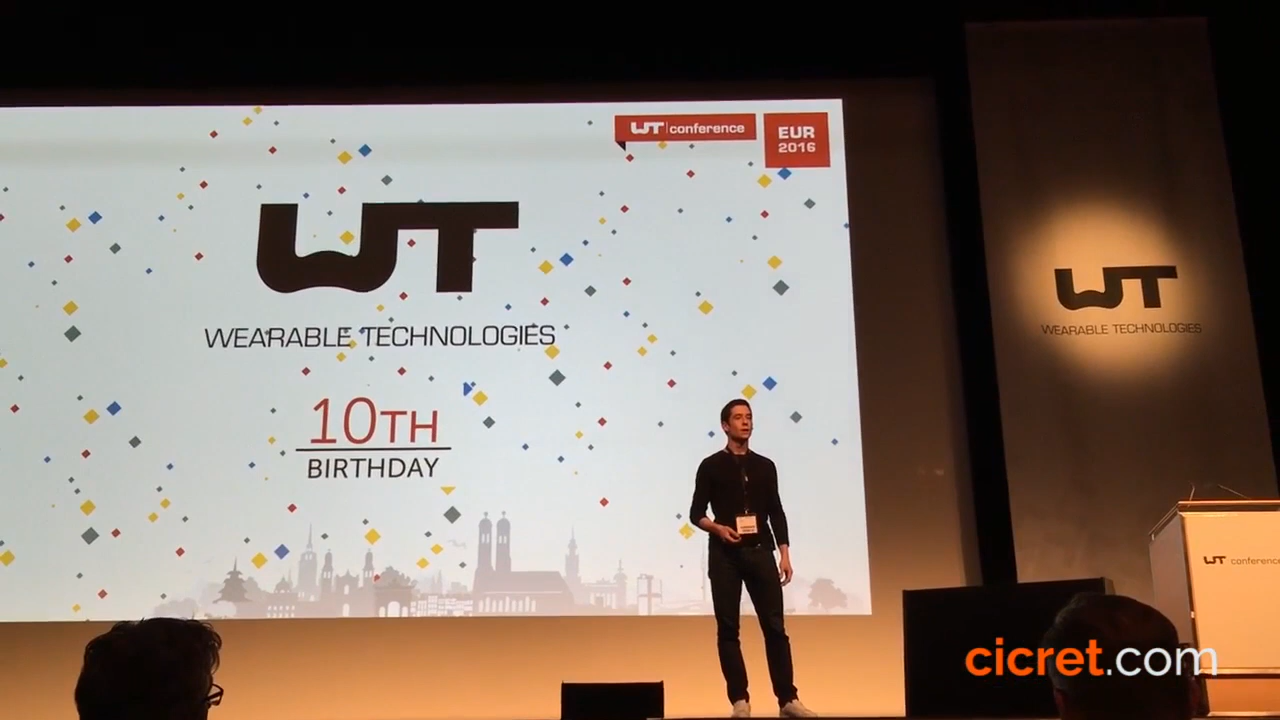 WT conference
EUR
2016
WT
WEARABLE TECHNOLOGIES
10TH
BIRTHDAY
WT
WEARABLE TECHNOLOGIES
WT conference
cicret.com